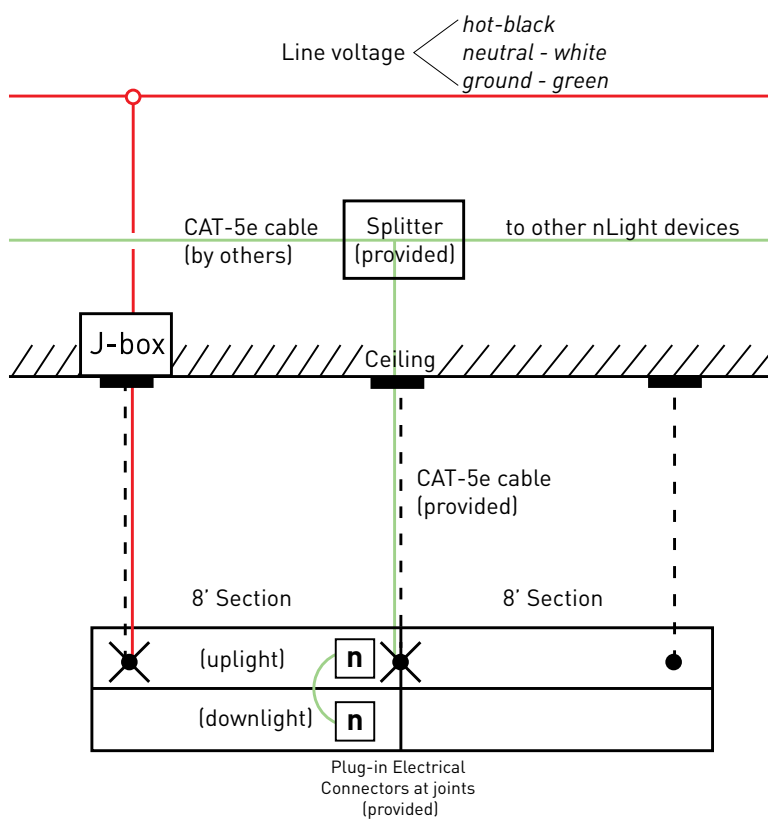 Line voltage
hot-black
neutral - white
ground - green
CAT-5e cable
(by others)
Splitter
(provided)
to other nLight devices
J-box
Ceiling
CAT-5e cable
(provided)
8’ Section
8’ Section
(uplight)
n
(downlight)
n
Plug-in Electrical
Connectors at joints
(provided)